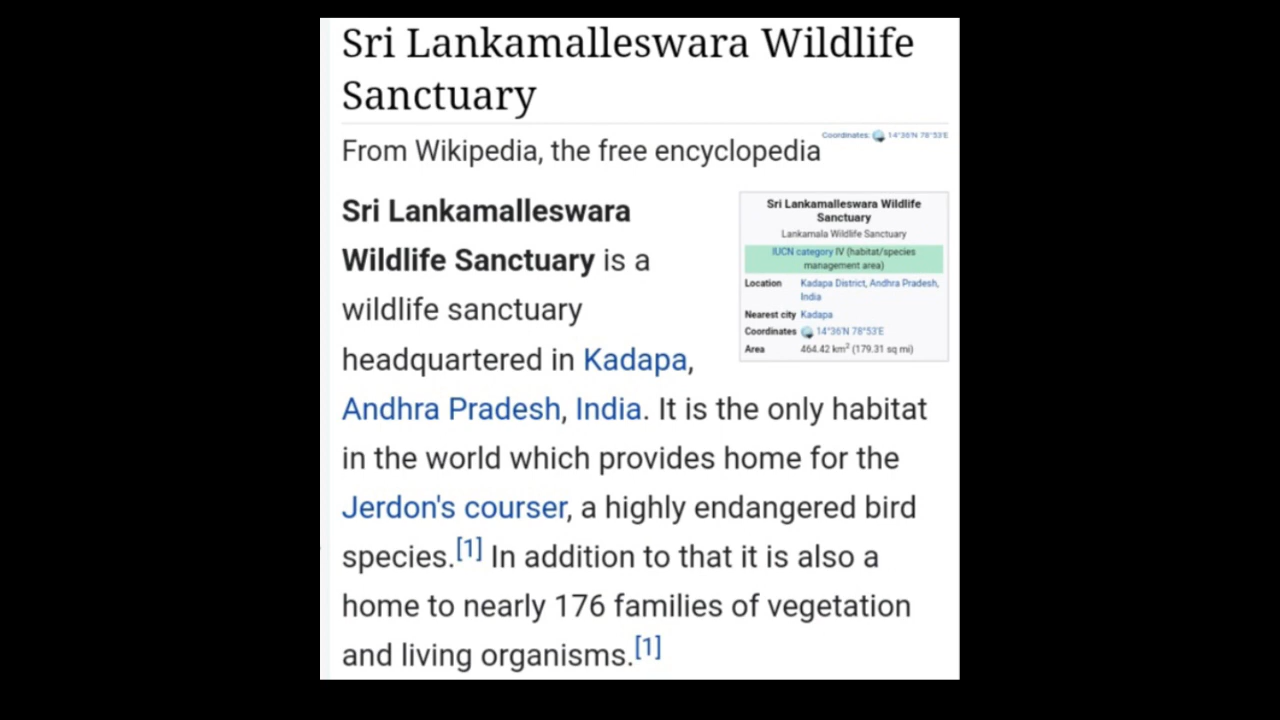 Sri Lankamalleswara Wildlife
Sanctuary
Coordinates: 14°36'N 78°53'E
From Wikipedia, the free encyclopedia
Sri Lankamalleswara
Wildlife Sanctuary is a
wildlife sanctuary
headquartered in Kadapa,
Andhra Pradesh, India. It is the only habitat
in the world which provides home for the
Jerdon's courser, a highly endangered bird
species.[1] In addition to that it is also a
home to nearly 176 families of vegetation
and living organisms.[1]
Sri Lankamalleswara Wildlife
Sanctuary
Lankamala Wildlife Sanctuary
IUCN category IV (habitat/species
management area)
Location Kadapa District, Andhra Pradesh,
India
Nearest city Kadapa
Coordinates 14°36'N 78°53'E
Area 464.42 km2 (179.31 sq mi)